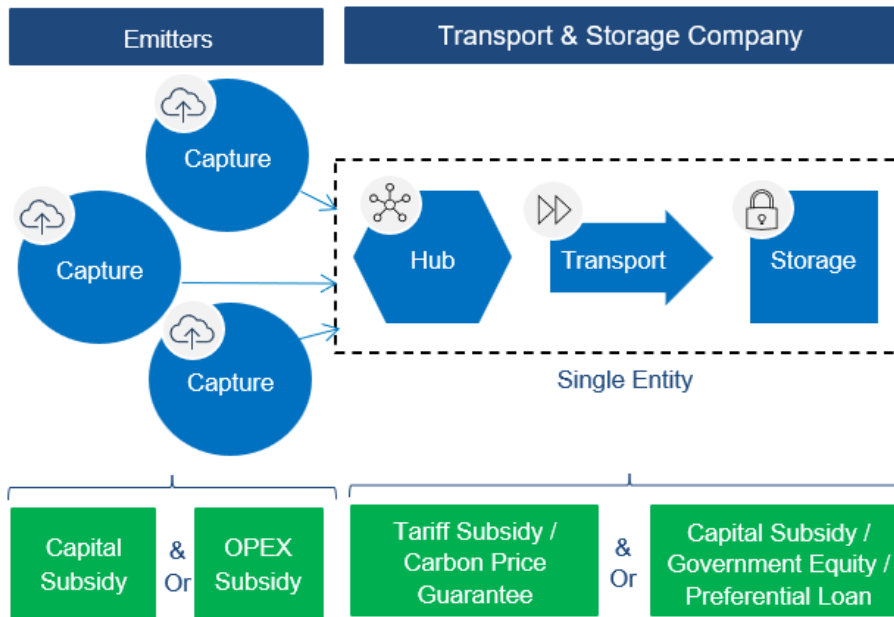 Emitters
Transport & Storage Company
Capture
Capture
Capture
Hub
Transport
Storage
Single Entity
Capital
Subsidy
&
Or
OPEX
Subsidy
Tariff Subsidy /
Carbon Price
Guarantee
&
Or
Capital Subsidy /
Government Equity /
Preferential Loan